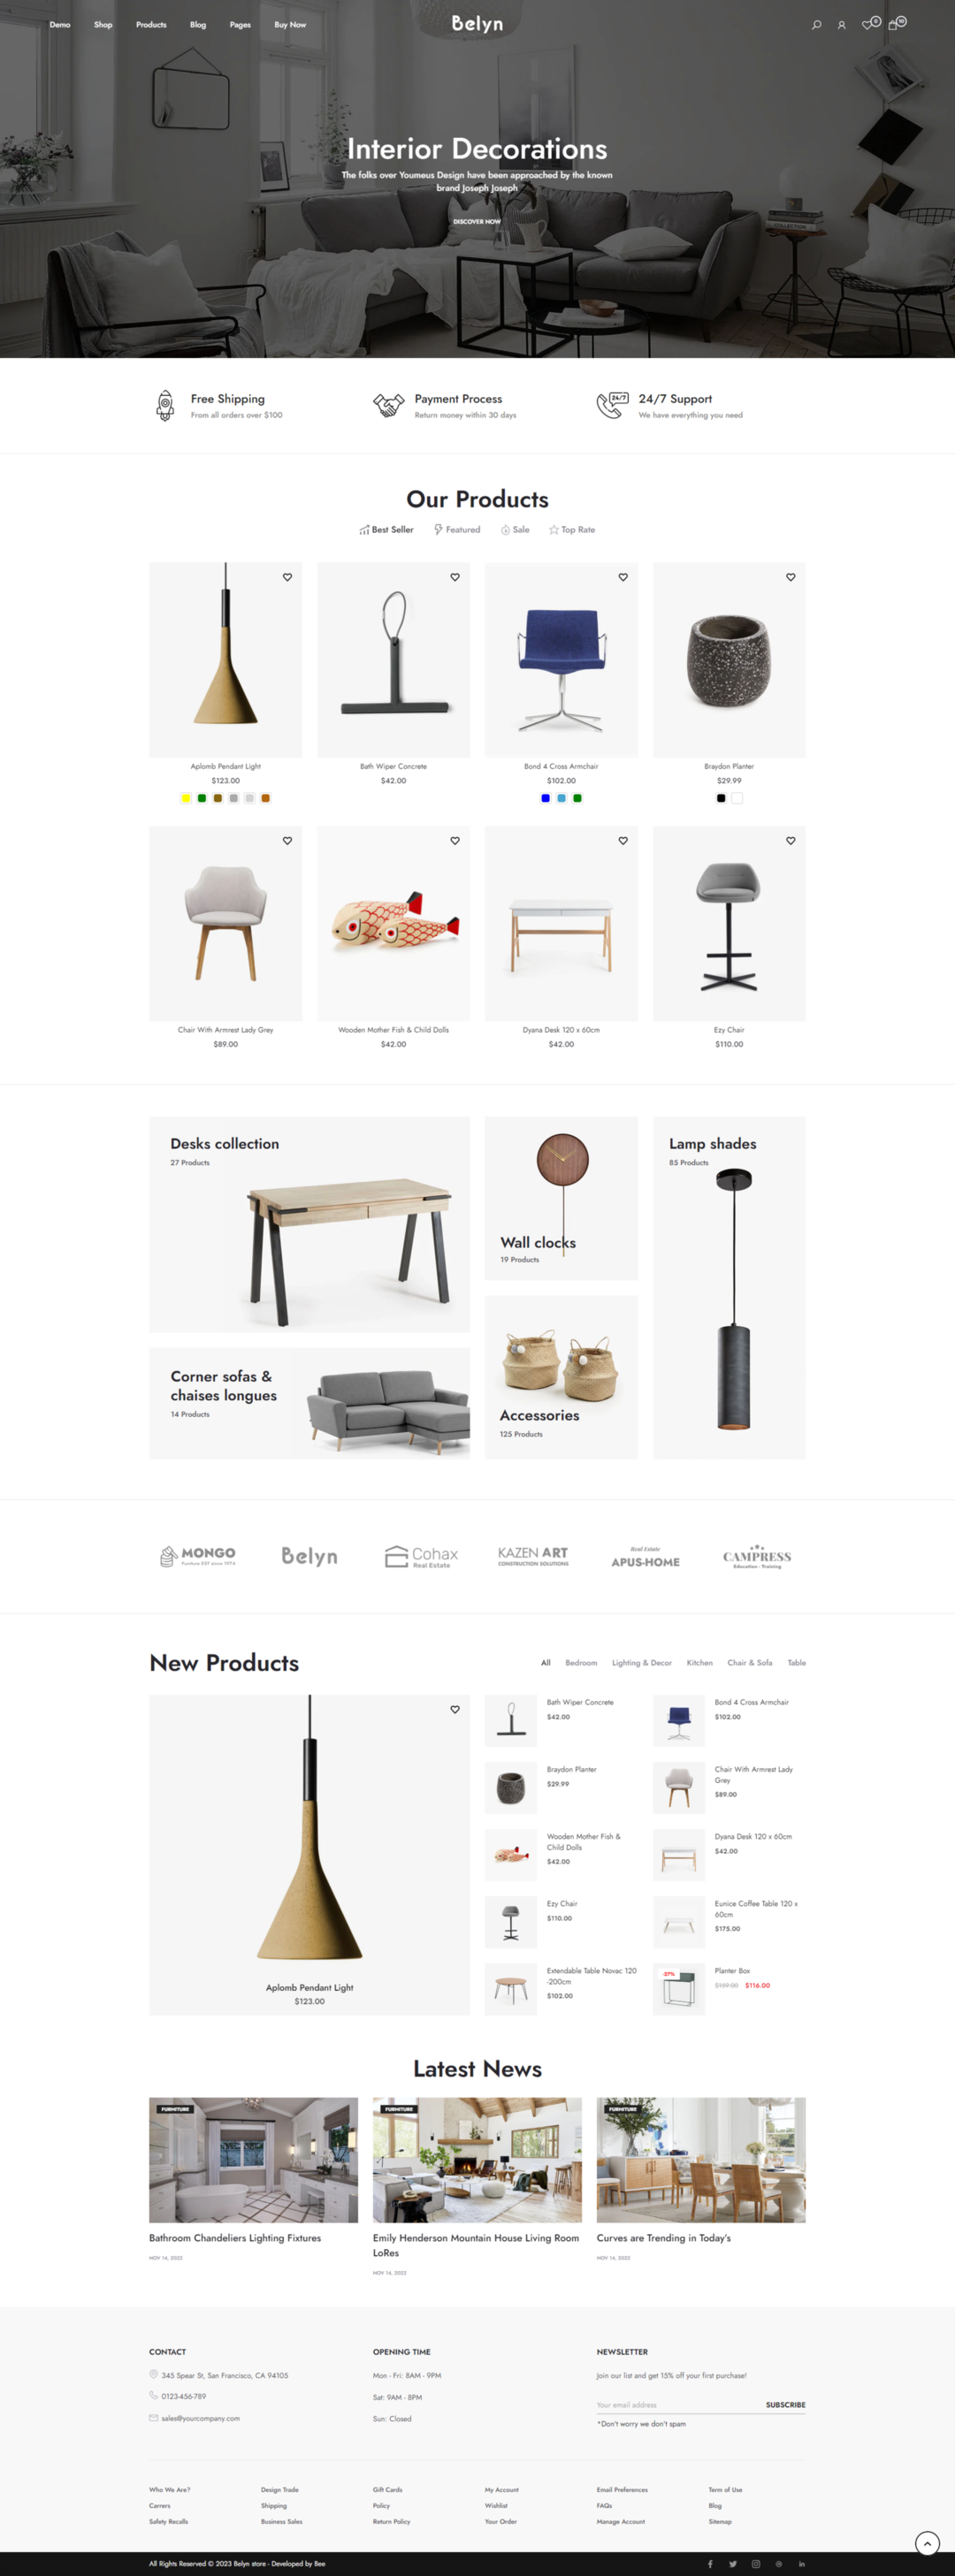 Demo Shop Products Blog Pages Buy Now
Belyn
0
10
Interior Decorations
The folks over Youmeus Design have been approached by the known
brand Joseph Joseph
COLLECTION
DISCOVER NOW
Free Shipping
From all orders over $100
Payment Process
Return money within 30 days
24/7
24/7 Support
We have everything you need
Our Products
Best Seller Featured Sale Top Rate
Aplomb Pendant Light
$123.00
Bath Wiper Concrete
$42.00
Bond 4 Cross Armchair
$102.00
Braydon Planter
$29.99
Chair With Armrest Lady Grey
$89.00
Wooden Mother Fish & Child Dolls
$42.00
Dyana Desk 120 x 60cm
$42.00
Ezy Chair
$110.00
Desks collection
27 Products
Wall clocks
19 Products
Lamp shades
85 Products
Corner sofas &
chaises longues
14 Products
Accessories
125 Products
MONGO
Furniture EST since 1974
Belyn
Cohax
Real Estate
KAZEN ART
CONSTRUCTION SOLUTIONS
Real Estate
APUS-HOME
CAMPRESS
Education - Training
New Products
All Bedroom Lighting & Decor Kitchen Chair & Sofa Table
Aplomb Pendant Light
$123.00
Bath Wiper Concrete
$42.00
Bond 4 Cross Armchair
$102.00
Braydon Planter
$29.99
Chair With Armrest Lady
Grey
$89.00
Wooden Mother Fish &
Child Dolls
$42.00
Dyana Desk 120 x 60cm
$42.00
Ezy Chair
$110.00
Eunice Coffee Table 120 x
60cm
$175.00
Extendable Table Novac 120
-200cm
$102.00
-27%
Planter Box
$159.00 $116.00
Latest News
FURNITURE
Bathroom Chandeliers Lighting Fixtures
NOV 14, 2022
FURNITURE
Emily Henderson Mountain House Living Room
LoRes
NOV 14, 2022
FURNITURE
Curves are Trending in Today's
NOV 14, 2022
CONTACT
345 Spear St, San Francisco, CA 94105
0123-456-789
sales@yourcompany.com
OPENING TIME
Mon - Fri: 8AM - 9PM
Sat: 9AM - 8PM
Sun: Closed
NEWSLETTER
Join our list and get 15% off your first purchase!
Your email address SUBSCRIBE
*Don't worry we don't spam
Who We Are?
Carrers
Safety Recalls
Design Trade
Shipping
Business Sales
Gift Cards
Policy
Return Policy
My Account
Wishlist
Your Order
Email Preferences
FAQs
Manage Account
Term of Use
Blog
Sitemap
All Rights Reserved © 2023 Belyn store - Developed by Bee